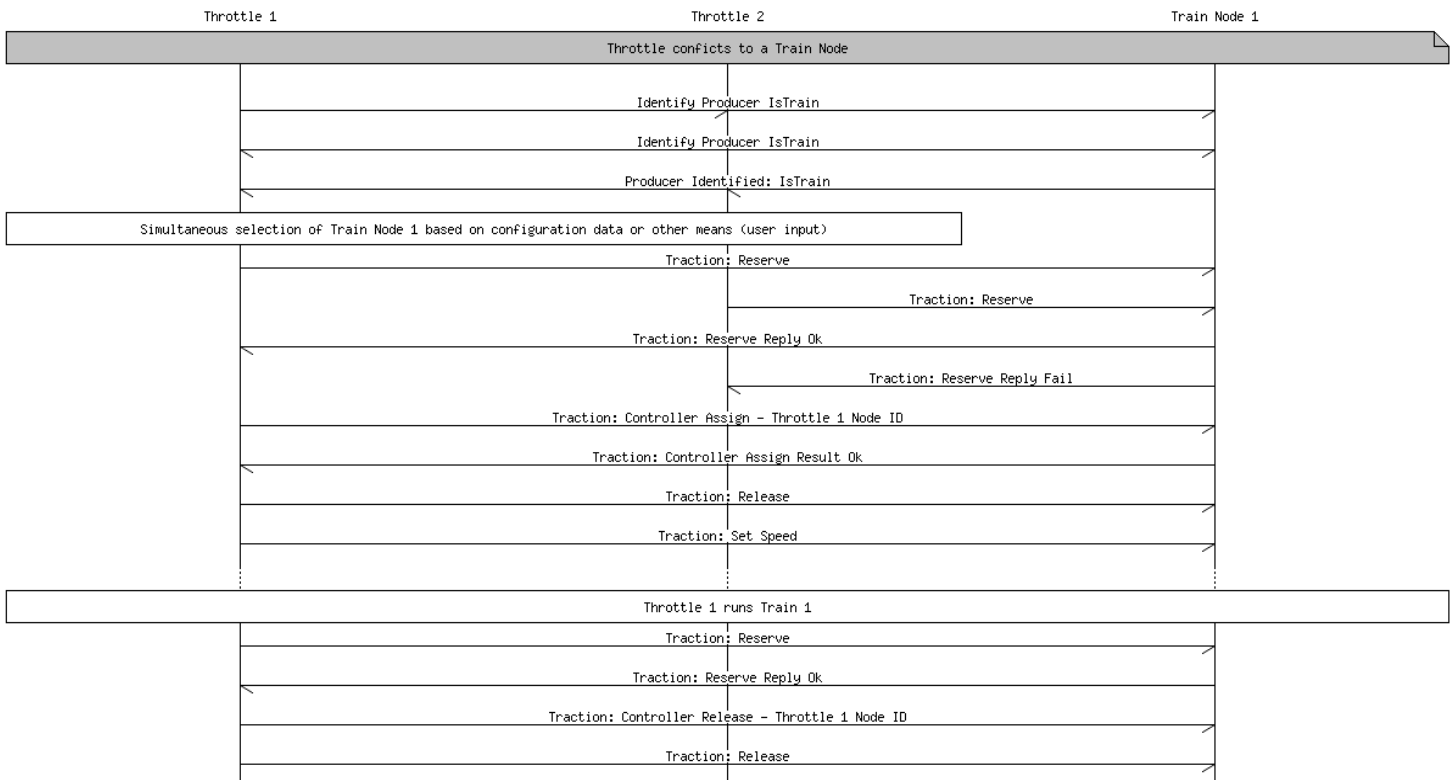 Throttle 1
Throttle 2
Train Node 1
Throttle conficts to a Train Node
Identify Producer IsTrain
Identify Producer IsTrain
Producer Identified: IsTrain
Simultaneous selection of Train Node 1 based on configuration data or other means (user input)
Traction: Reserve
Traction: Reserve
Traction: Reserve Reply Ok
Traction: Reserve Reply Fail
Traction: Controller Assign - Throttle 1 Node ID
Traction: Controller Assign Result Ok
Traction: Release
Traction: Set Speed
Throttle 1 runs Train 1
Traction: Reserve
Traction: Reserve Reply Ok
Traction: Controller Release - Throttle 1 Node ID
Traction: Release